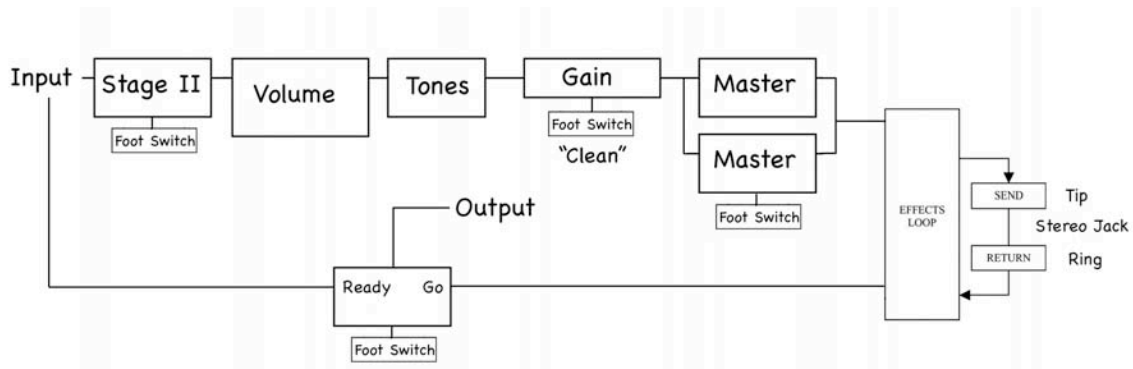 Input
Stage II
Foot Switch
Volume
Tones
Gain
Foot Switch
"Clean"
Master
Master
Foot Switch
EFFECTS
LOOP
SEND
Tip
Stereo Jack
RETURN
Ring
Output
Ready Go
Foot Switch